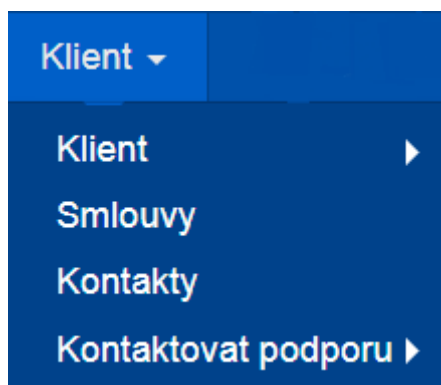 Klient
Klient
Smlouvy
Kontakty
Kontaktovat podporu